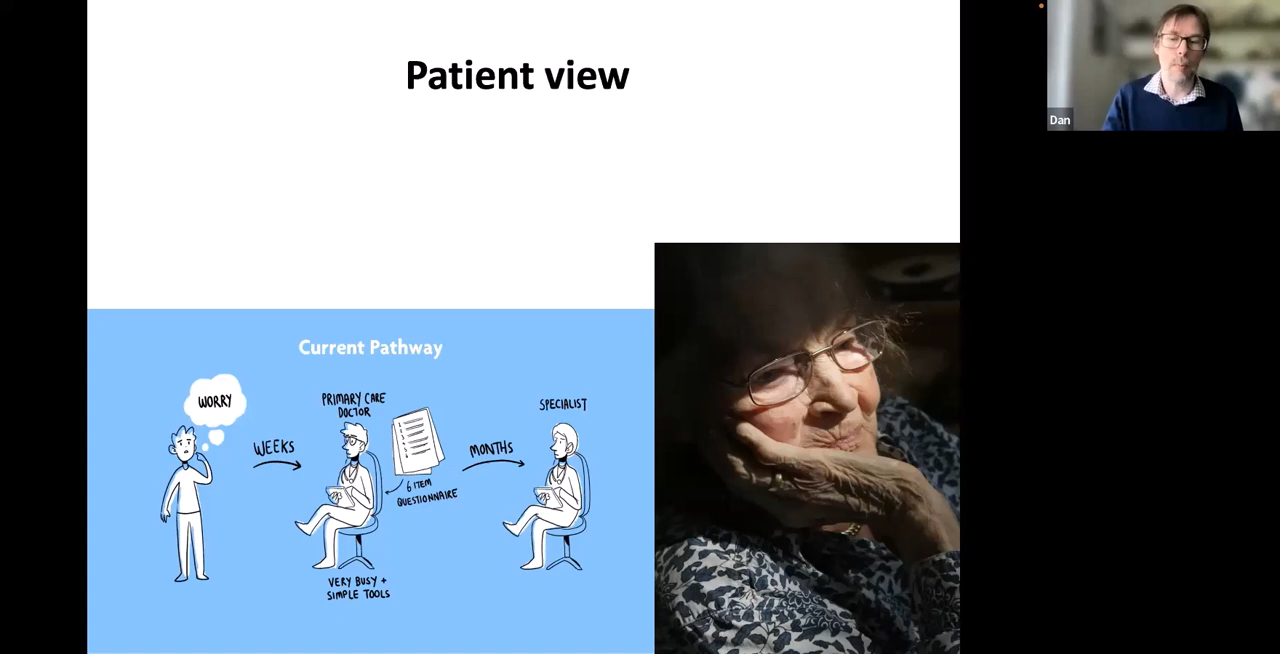 Patient view
Dan
Current Pathway
WORRY
WEEKS
PRIMARY CARE
DOCTOR
6 ITEM
QUESTIONNAIRE
VERY BUSY +
SIMPLE TOOLS
MONTHS
SPECIALIST